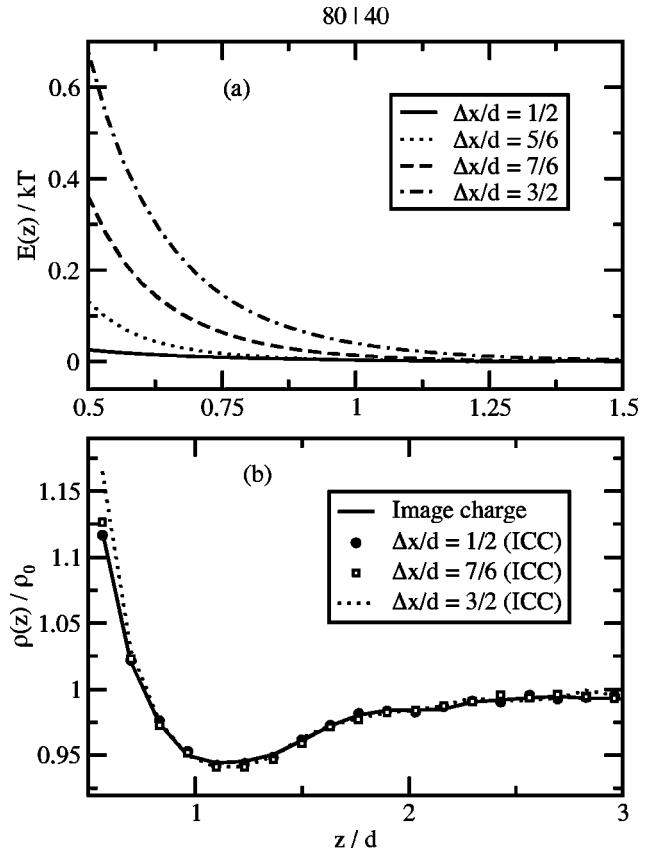 80 | 40
(a)
E(z) / kT
0.6
0.4
0.2
0
Δx/d = 1/2
Δx/d = 5/6
Δx/d = 7/6
Δx/d = 3/2
0.5 0.75 1 1.25 1.5
(b)
ρ(z) / ρ₀
1.15
1.1
1.05
1
0.95
Image charge
Δx/d = 1/2 (ICC)
Δx/d = 7/6 (ICC)
Δx/d = 3/2 (ICC)
1 2 3
z / d